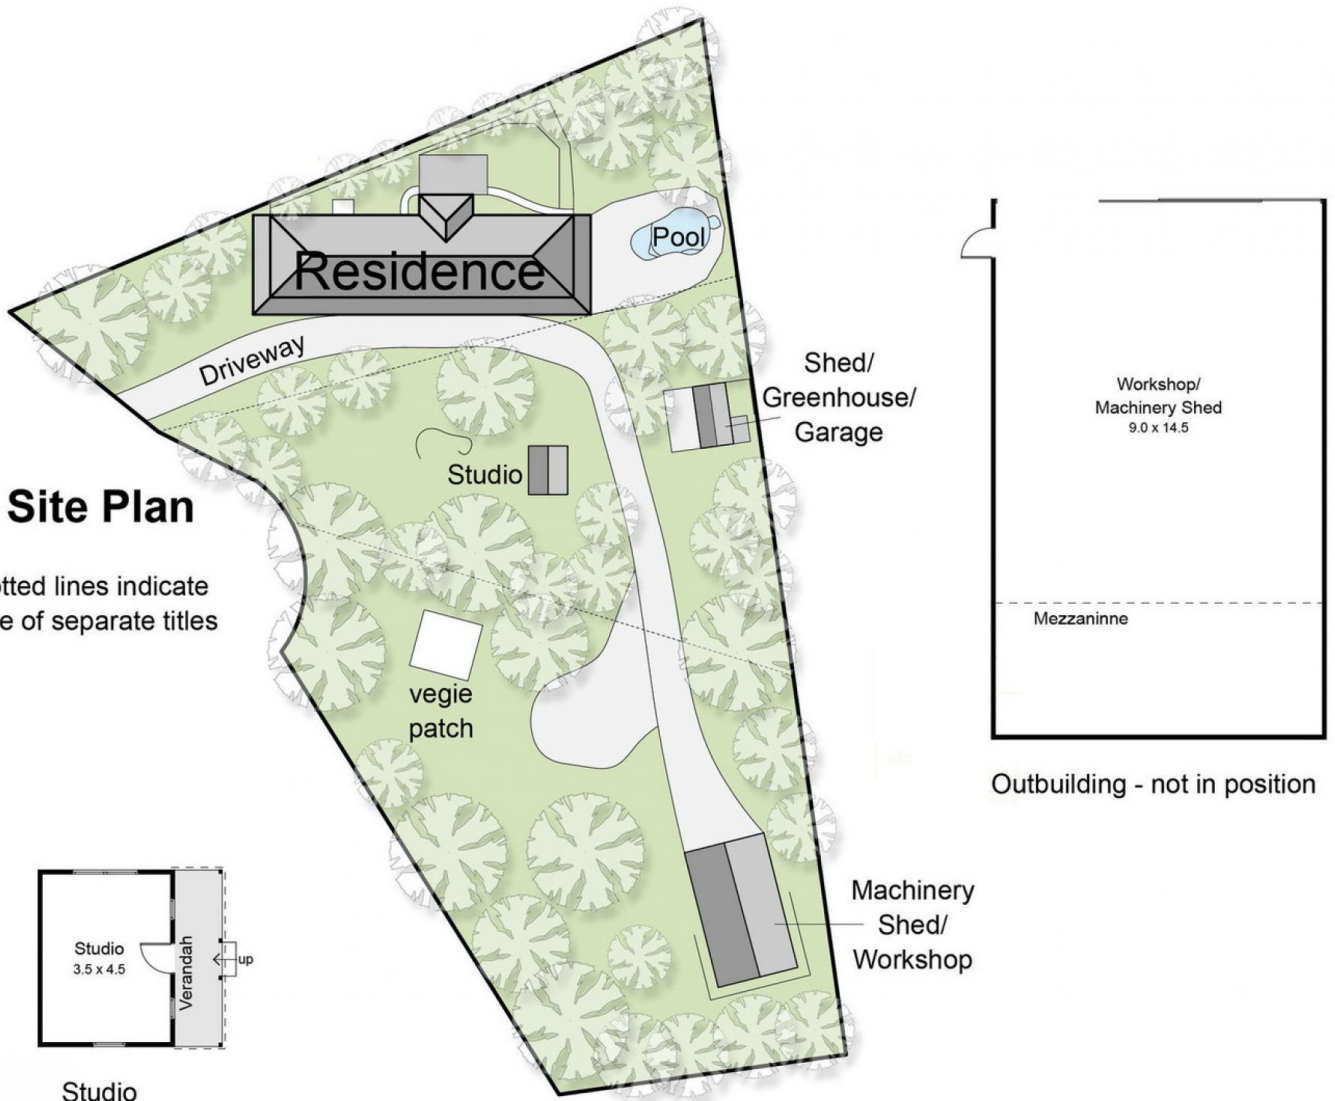 Residence
Pool
Driveway
Shed/
Greenhouse/
Garage
Studio
Site Plan
tted lines indicate
e of separate titles
vegie
patch
Machinery
Shed/
Workshop
Workshop/
Machinery Shed
9.0 x 14.5
Mezzaninne
Outbuilding - not in position
Studio
3.5 x 4.5
Verandah
up
Studio